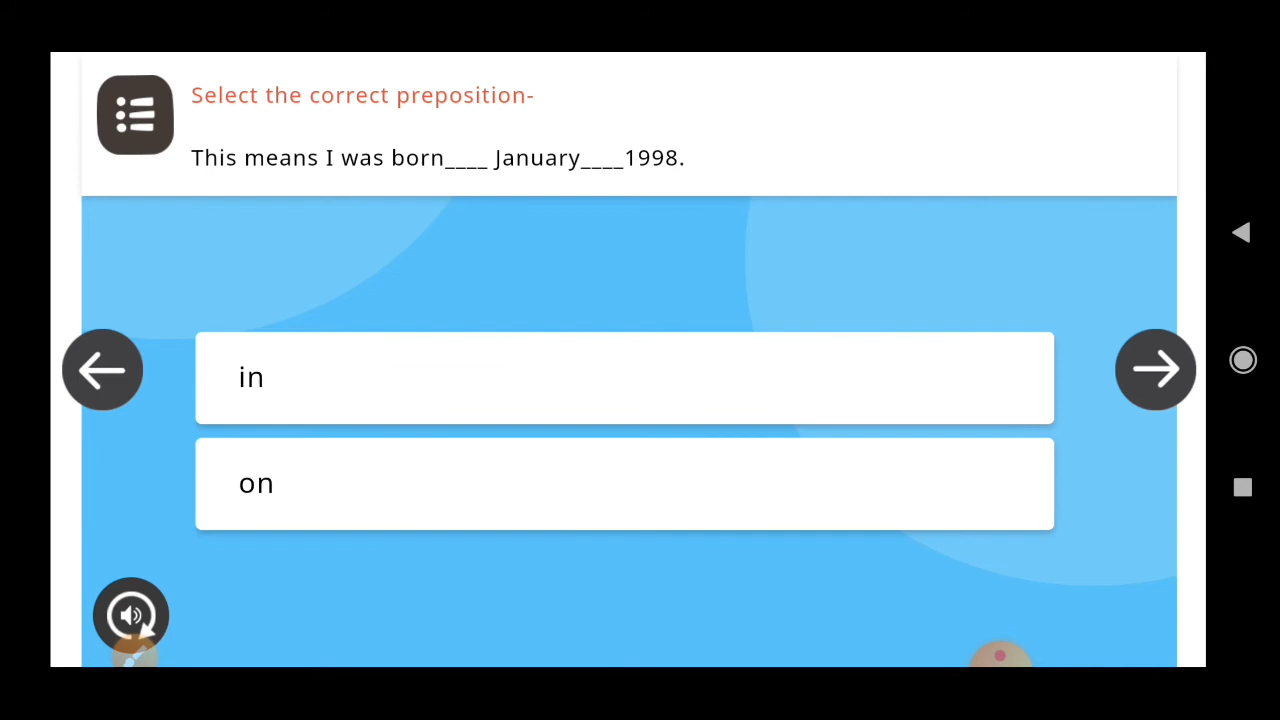 Select the correct preposition-
This means I was born____ January____1998.
in
on